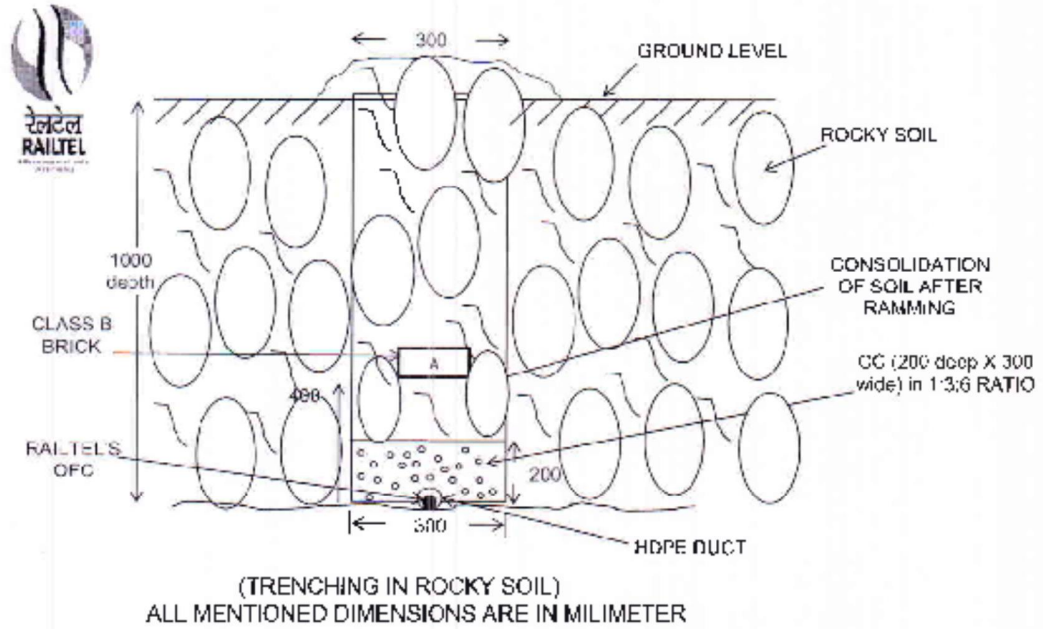 रेलटेल
RAILTEL
300
GROUND LEVEL
ROCKY SOIL
1000
depth
CONSOLIDATION
OF SOIL AFTER
RAMMING
CLASS B
BRICK
A
CC (200 deep X 300
wide) in 1:3:6 RATIO
400
RAILTEL'S
OFC
200
300
HDPE DUCT
(TRENCHING IN ROCKY SOIL)
ALL MENTIONED DIMENSIONS ARE IN MILIMETER